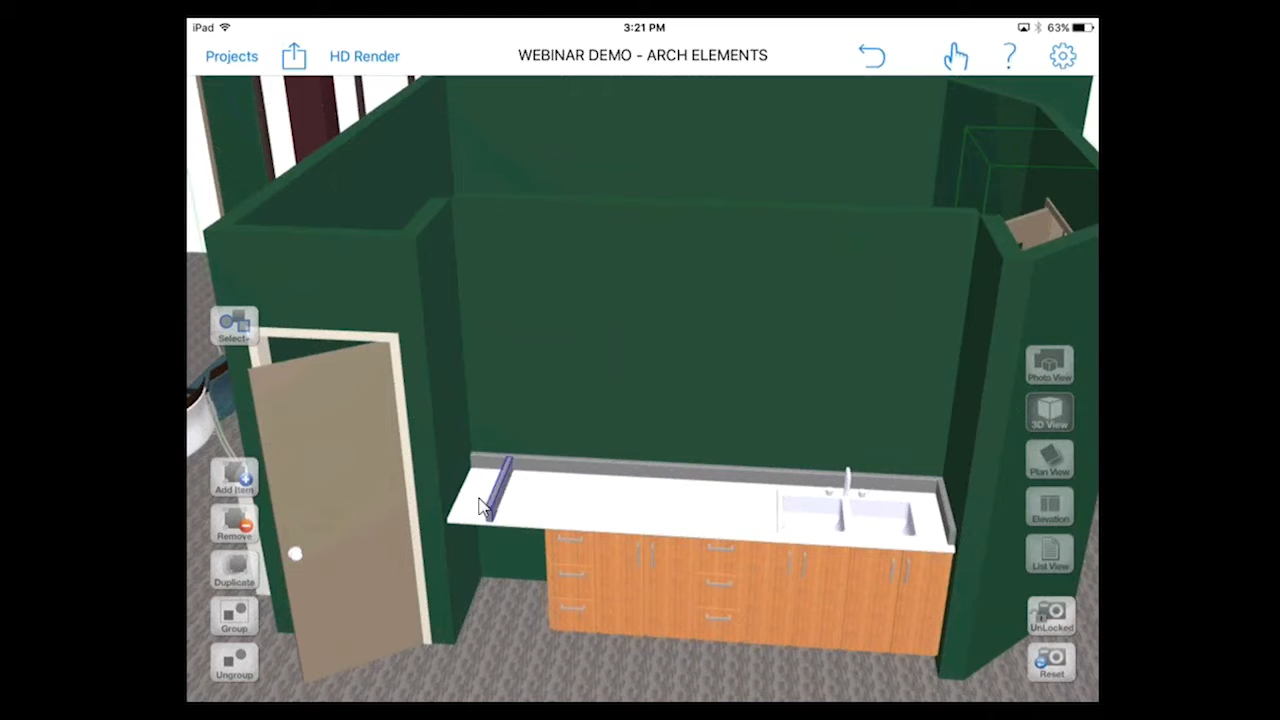 iPad
3:21 PM
63%
Projects
HD Render
WEBINAR DEMO - ARCH ELEMENTS
?
Select+
Add Item
Remove
Duplicate
Group
Ungroup
Photo View
3D View
Plan View
Elevation
List View
UnLocked
Reset